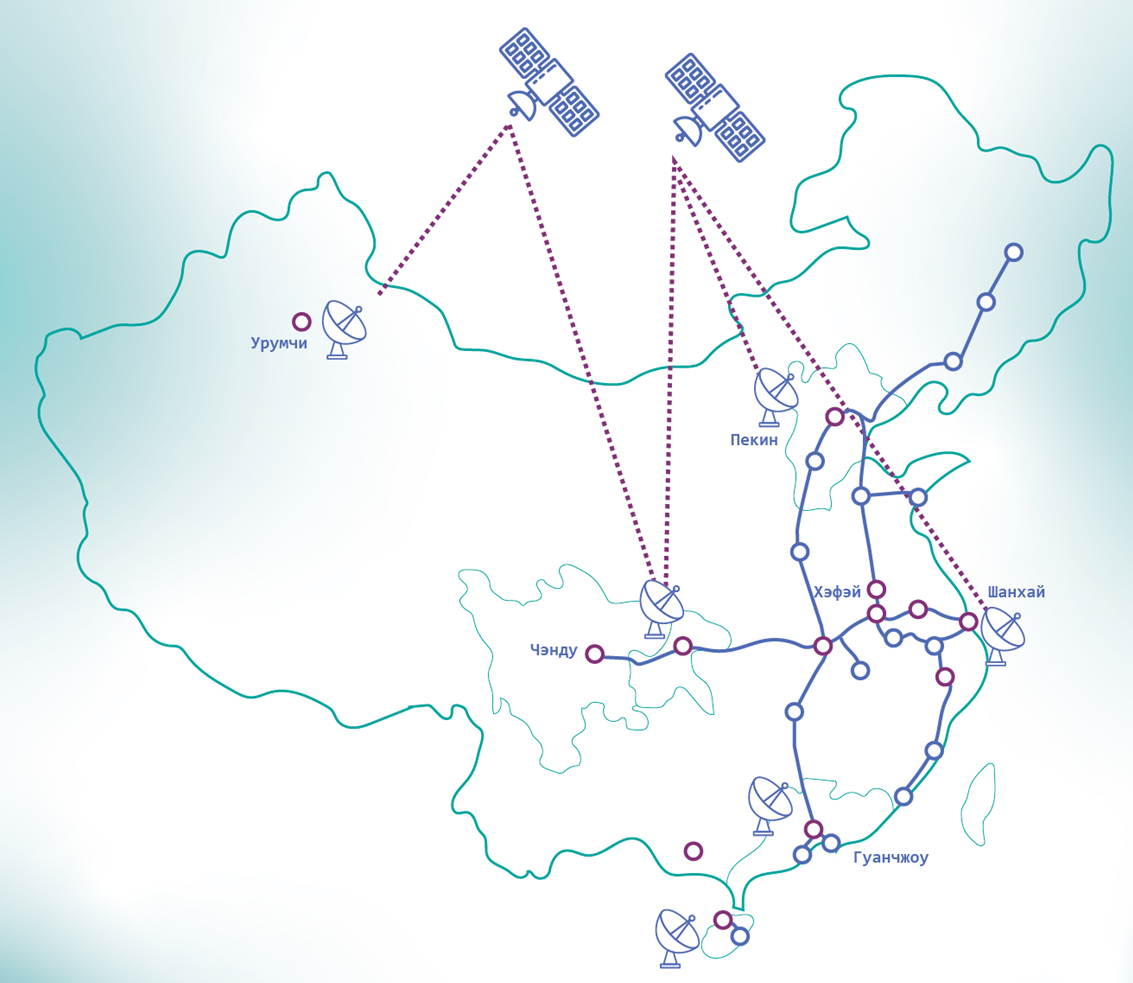 Урумчи
Пекин
Хэфэй
Шанхай
Чэнду
Гуанчжоу